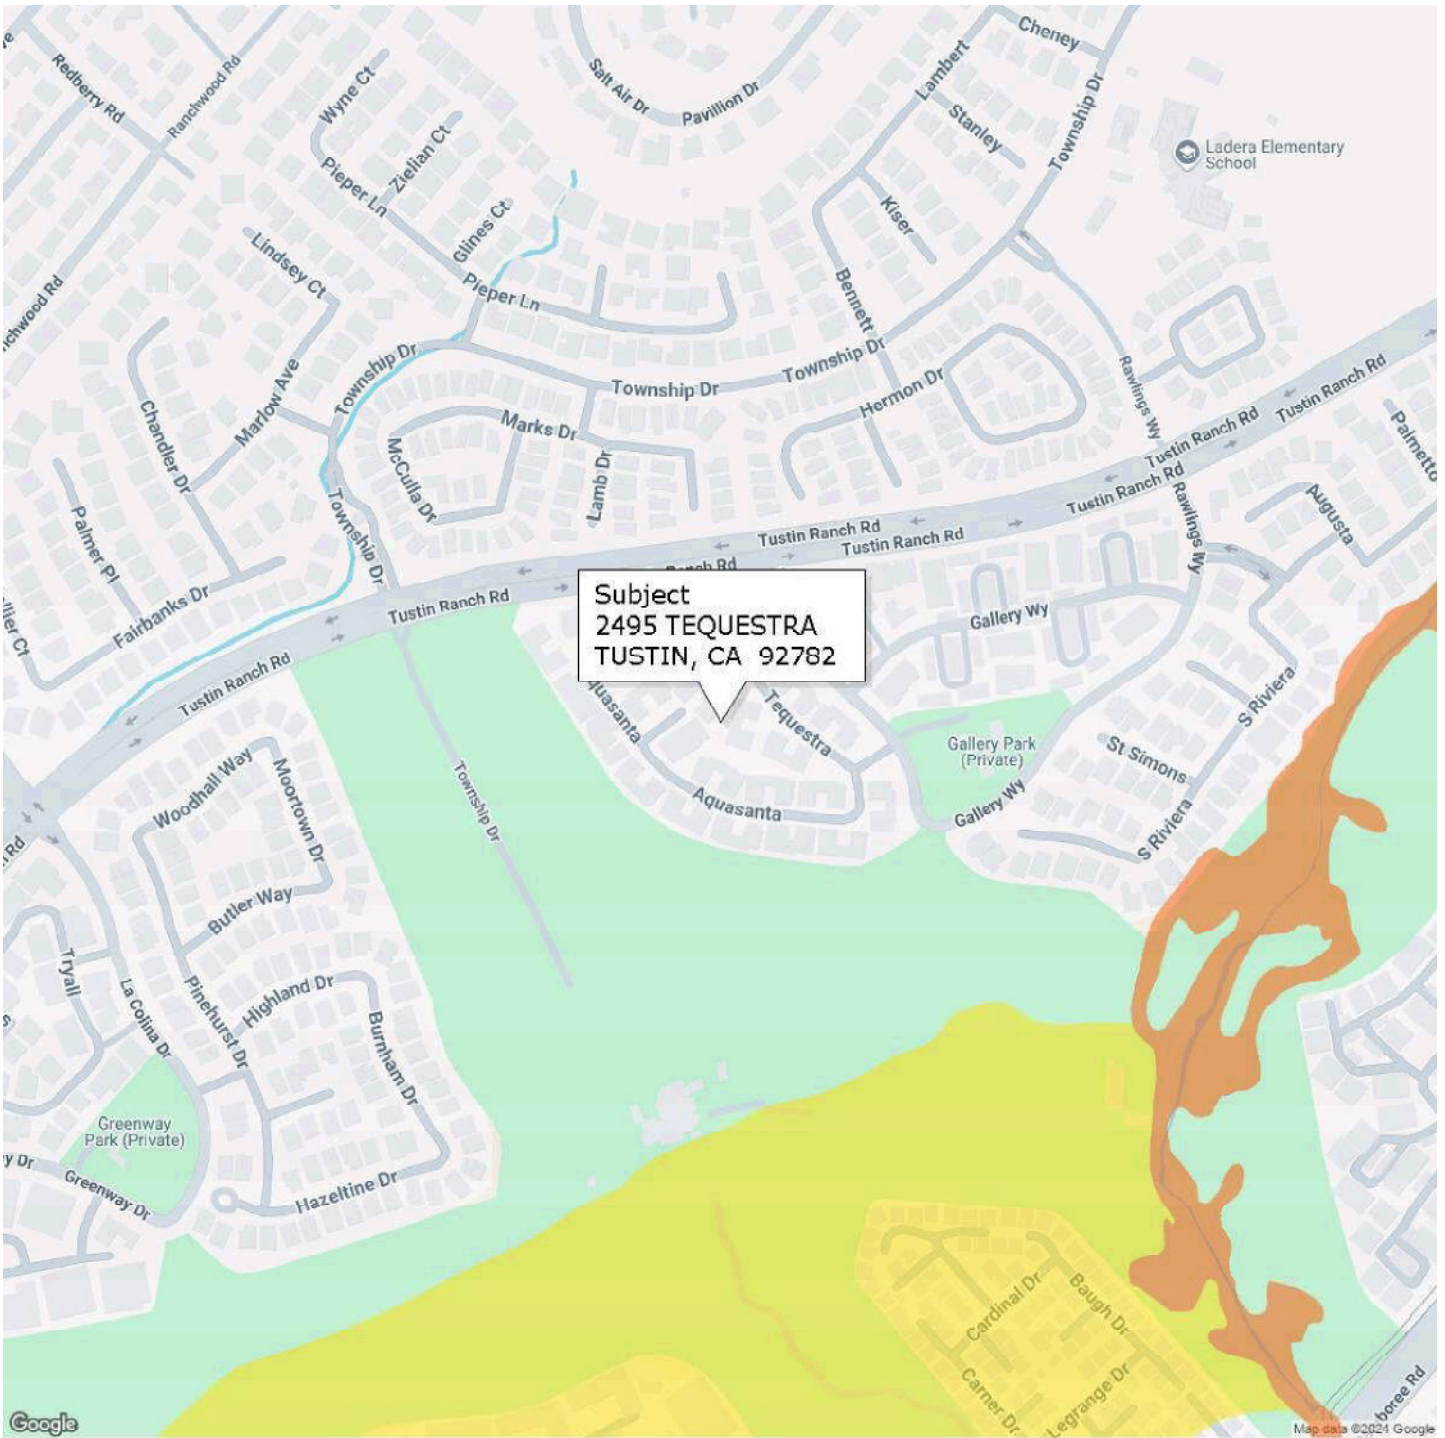 Cheney
Lambert
Township Dr
Redberry Rd
Ranchwood Rd
Wyne Ct
Salt Air Dr
Pavillion Dr
Stanley
Ladera Elementary
School
Zielian Ct
Pieper Ln
Kiser
Glines Ct
Lindsey Ct
Pieper Ln
Bennett
Township Dr
Township Dr
Township Dr
Rawlings Wy
Tustin Ranch Rd
Tustin Ranch Rd
Hermon Dr
Marlow Ave
Chandler Dr
Marks Dr
McCulla Dr
Lamb Dr
Palmetto
Tustin Ranch Rd
Tustin Ranch Rd
Rawlings Wy
Augusta
Palmer Pl
Township Dr
Tustin Ranch Rd
Tustin Ranch Rd
Fairbanks Dr
Tustin Ranch Rd
Subject
2495 TEQUESTRA
TUSTIN, CA 92782
Gallery Wy
Tustin Ranch Rd
Tequestra
S Riviera
Gallery Park
(Private)
St Simons
Woodhall Way
Moortown Dr
Township Dr
Aquasanta
Gallery Wy
S Riviera
Butler Way
Tryall
La Colina Dr
Pinehurst Dr
Highland Dr
Burnham Dr
Greenway
Park (Private)
Greenway Dr
Hazeltine Dr
Cardinal Dr
Baugh Dr
Carner Dr
Legrange Dr
Google
Map data ©2024 Google